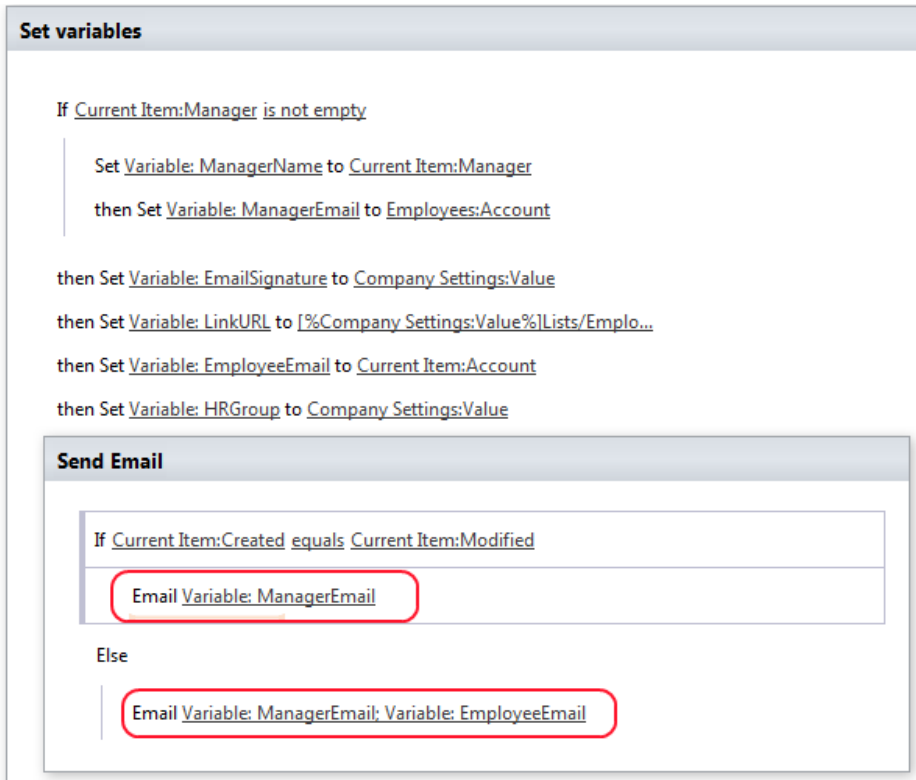 Set variables
If Current Item:Manager is not empty
Set Variable: ManagerName to Current Item:Manager
then Set Variable: ManagerEmail to Employees:Account
then Set Variable: EmailSignature to Company Settings:Value
then Set Variable: LinkURL to [%Company Settings:Value%]Lists/Emplo...
then Set Variable: EmployeeEmail to Current Item:Account
then Set Variable: HRGroup to Company Settings:Value
Send Email
If Current Item:Created equals Current Item:Modified
Email Variable: ManagerEmail
Else
Email Variable: ManagerEmail; Variable: EmployeeEmail